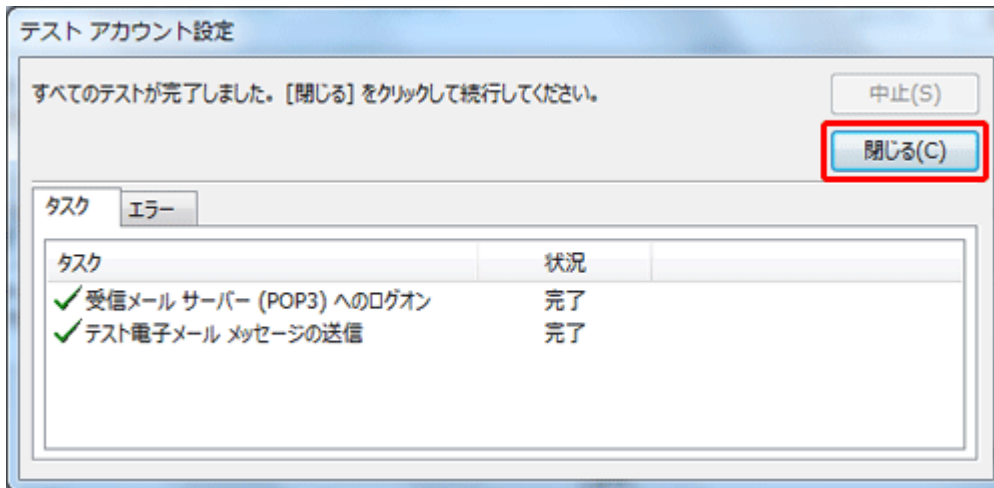 テスト アカウント設定
すべてのテストが完了しました。[閉じる] をクリックして続行してください。
中止(S)
閉じる(C)
タスク エラー
タスク 状況
受信メール サーバー (POP3) へのログオン 完了
テスト電子メール メッセージの送信 完了